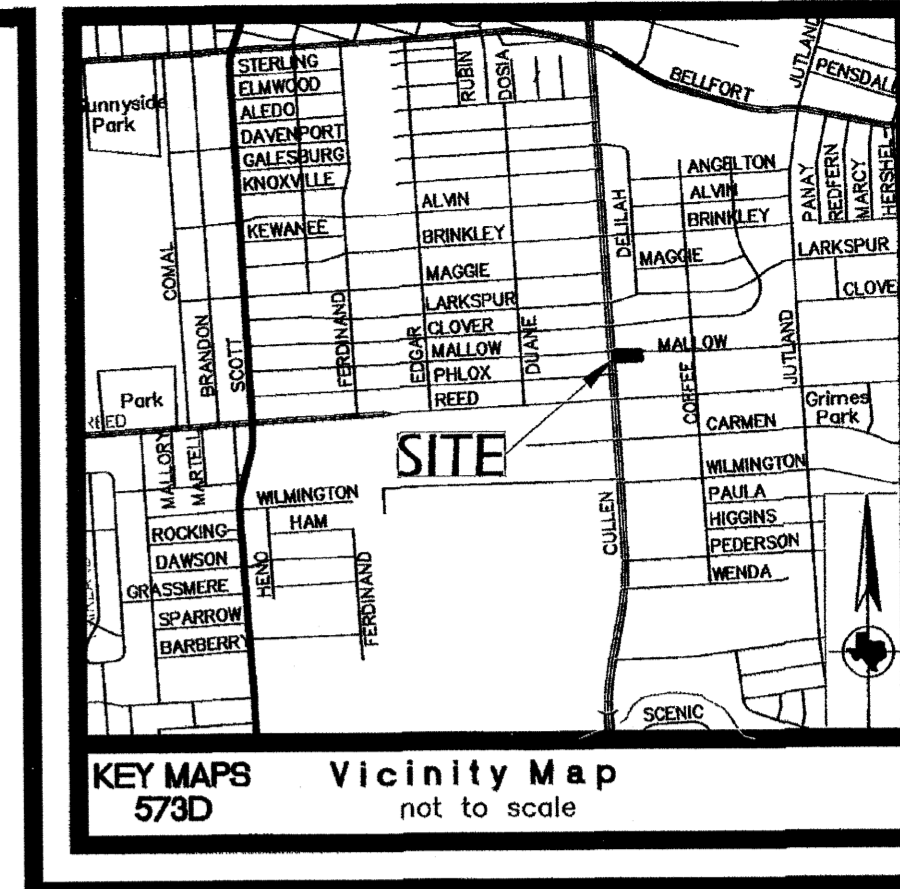 STERLING
ELMWOOD
ALEDO
DAVENPORT
GALESBURG
KNOXVILLE
KEWANEE
RUBIN
DOSIA
BELLFORT
JUTLAND
PENSDAL
unnyside
Park
COMAL
BRANDON
SCOTT
FERDINAND
ALVIN
BRINKLEY
MAGGIE
LARKSPUR
CLOVER
MALLOW
PHLOX
REED
EDGAR
DUANE
DELILAH
ANGELTON
ALVIN
BRINKLEY
MAGGIE
PANAY
REDFERN
MARCY
HERSHEL
LARKSPUR
CLOVE
MALLOW
JUTLAND
COFFEE
Park
REED
MALLORY
MARTELL
SITE
CULLEN
Grimes
Park
CARMEN
WILMINGTON
PAULA
HIGGINS
PEDERSON
WENDA
WILMINGTON
HAM
ROCKING
DAWSON
GRASSMERE
SPARROW
BARBERRY
HENO
FERDINAND
SCENIC
KEY MAPS
573D
Vicinity Map
not to scale